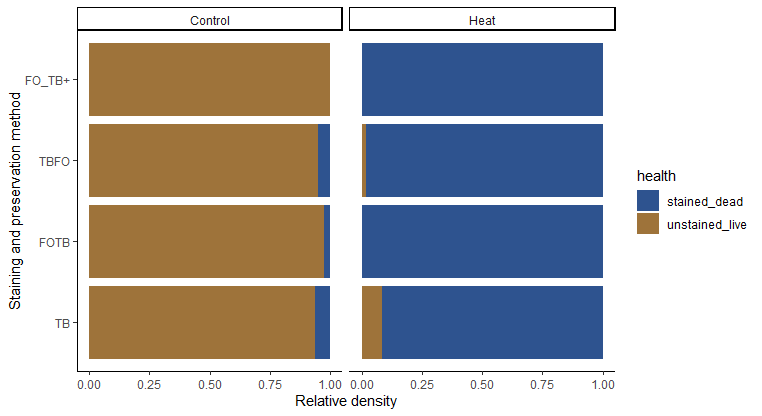 Control Heat
Staining and preservation method
FO_TB+
TBFO
FOTB
TB
0.00 0.25 0.50 0.75 1.00 0.00 0.25 0.50 0.75 1.00
Relative density
health
stained_dead
unstained_live